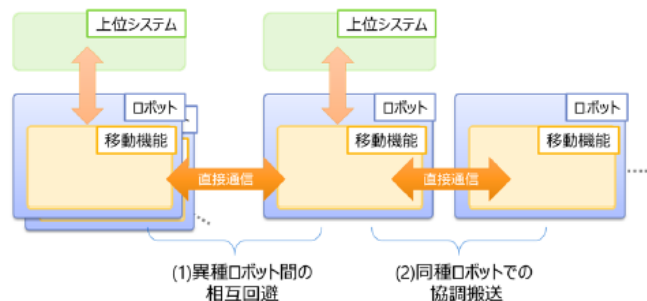 上位システム
上位システム
ロボット
ロボット
ロボット
移動機能
移動機能
移動機能
直接通信
直接通信
(1)異種ロボット間の
相互回避
(2)同種ロボットでの
協調搬送